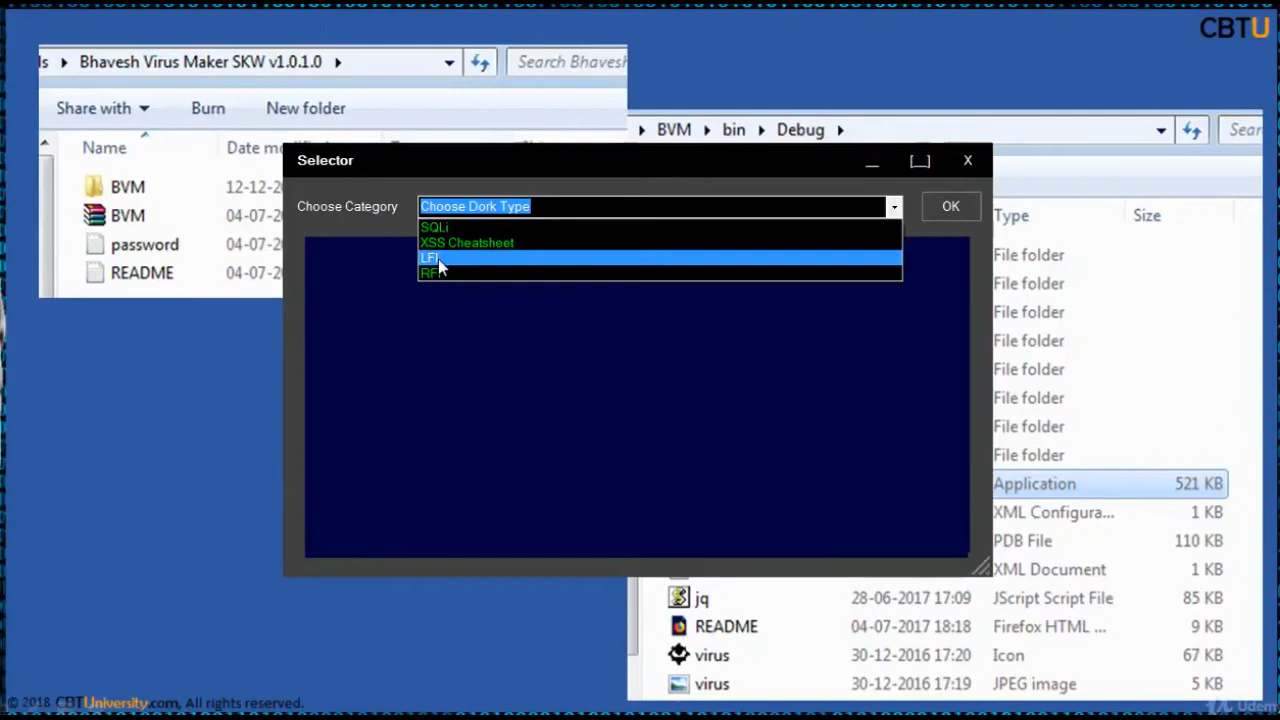 CBTU
ls Bhavesh Virus Maker SKW v1.0.1.0
Search Bhavesh
Share with
Burn
New folder
Name
Date mo
BVM
12-12-2
BVM
04-07-2
password
04-07-2
README
04-07-2
BVM bin Debug
Sear
Type
Size
File folder
File folder
File folder
File folder
File folder
File folder
File folder
File folder
Application 521 KB
XML Configura... 1 KB
PDB File 110 KB
XML Document 1 KB
jq 28-06-2017 17:09 JScript Script File 85 KB
README 04-07-2017 18:18 Firefox HTML ... 9 KB
virus 30-12-2016 17:20 Icon 67 KB
virus 30-12-2016 17:19 JPEG image 5 KB
Selector
X
Choose Category
Choose Dork Type
OK
SQLi
XSS Cheatsheet
LFI
RFI
© 2018 CBTUniversity.com, All rights reserved.
Udemy